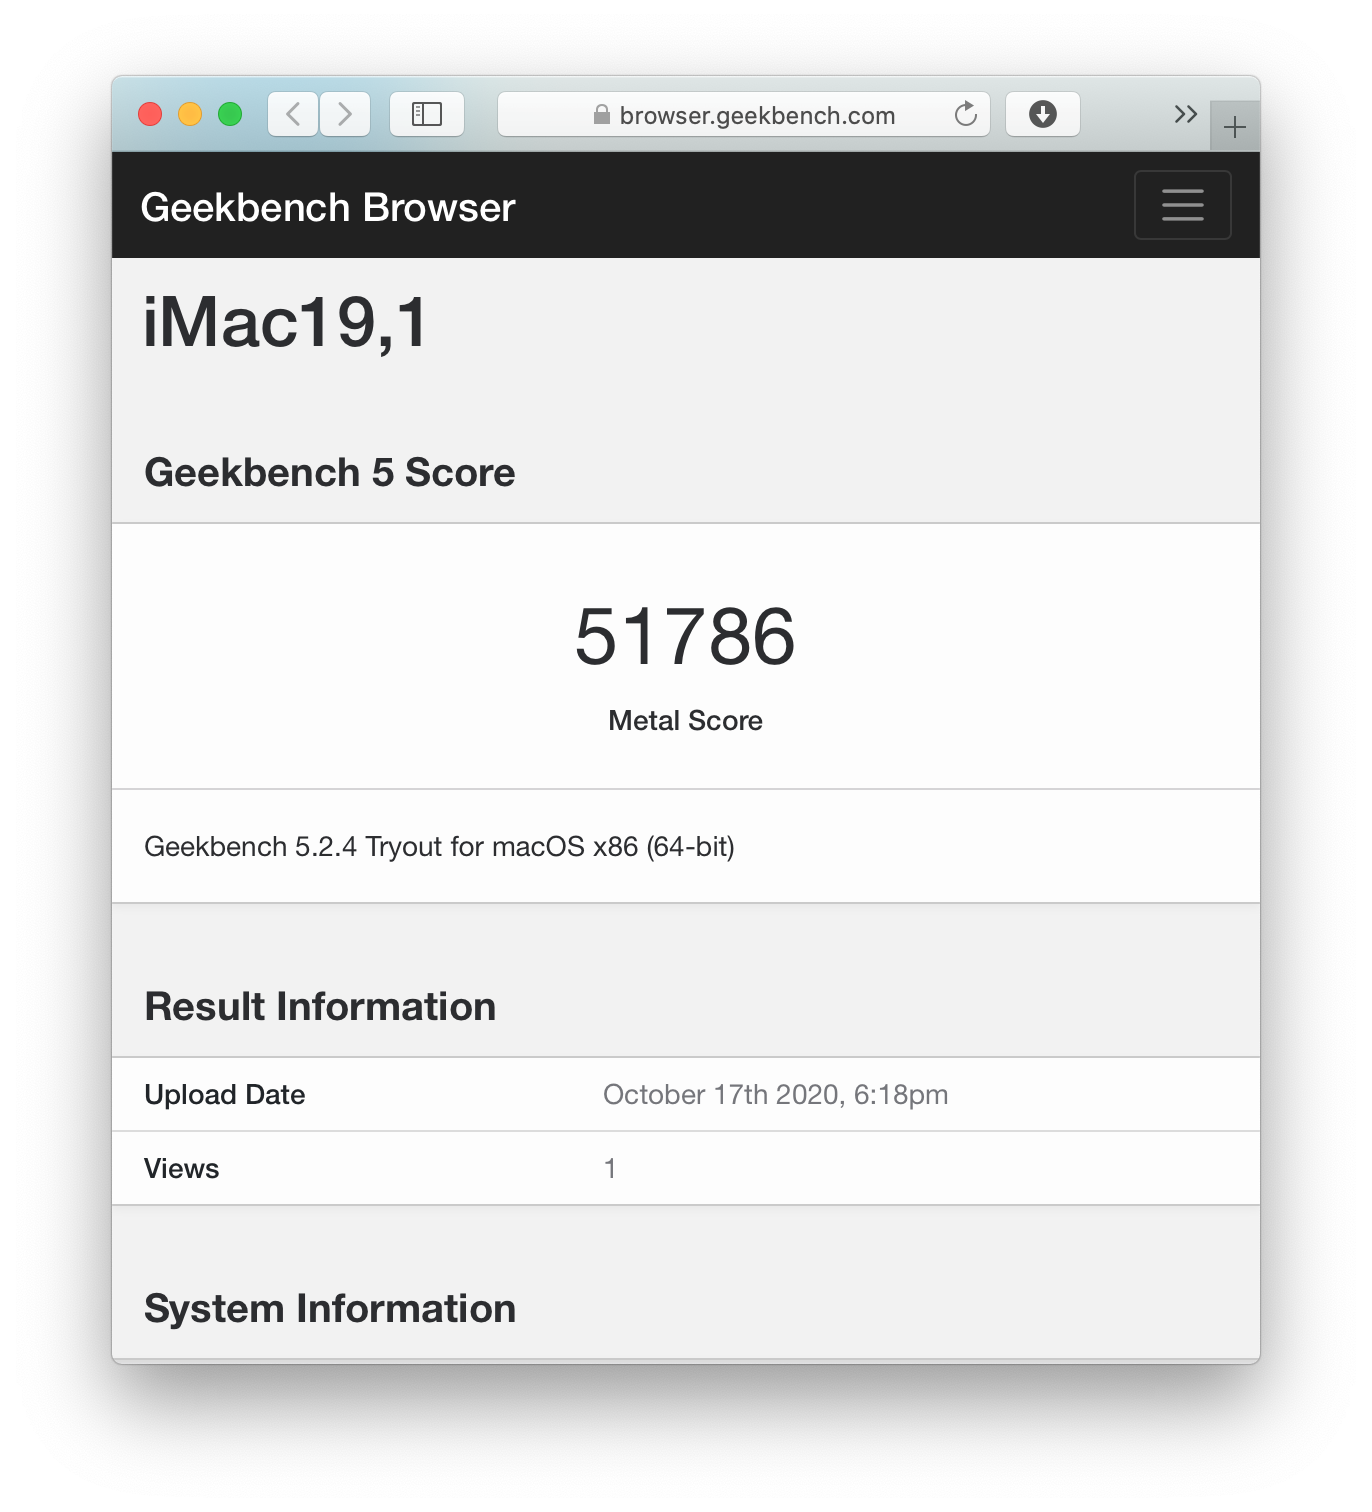 browser.geekbench.com
Geekbench Browser
iMac19,1
Geekbench 5 Score
51786
Metal Score
Geekbench 5.2.4 Tryout for macOS x86 (64-bit)
Result Information
Upload Date October 17th 2020, 6:18pm
Views 1
System Information